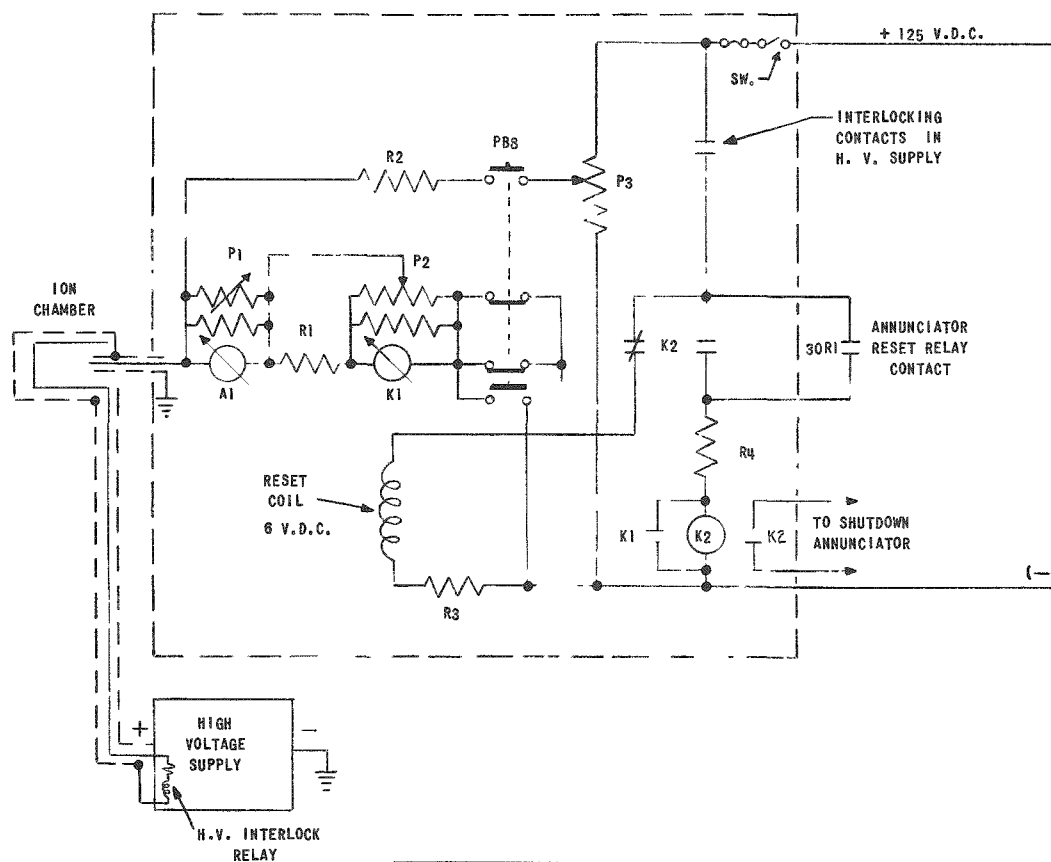 + 125 V.D.C.
SW.
INTERLOCKING
CONTACTS IN
H. V. SUPPLY
R2
PB8
P3
P1
P2
ION
CHAMBER
R1
A1
K1
K2
30R1
ANNUNCIATOR
RESET RELAY
CONTACT
R4
RESET
COIL
6 V.D.C.
K1
K2
K2
TO SHUTDOWN
ANNUNCIATOR
R3
(—
+
HIGH
VOLTAGE
SUPPLY
—
H.V. INTERLOCK
RELAY